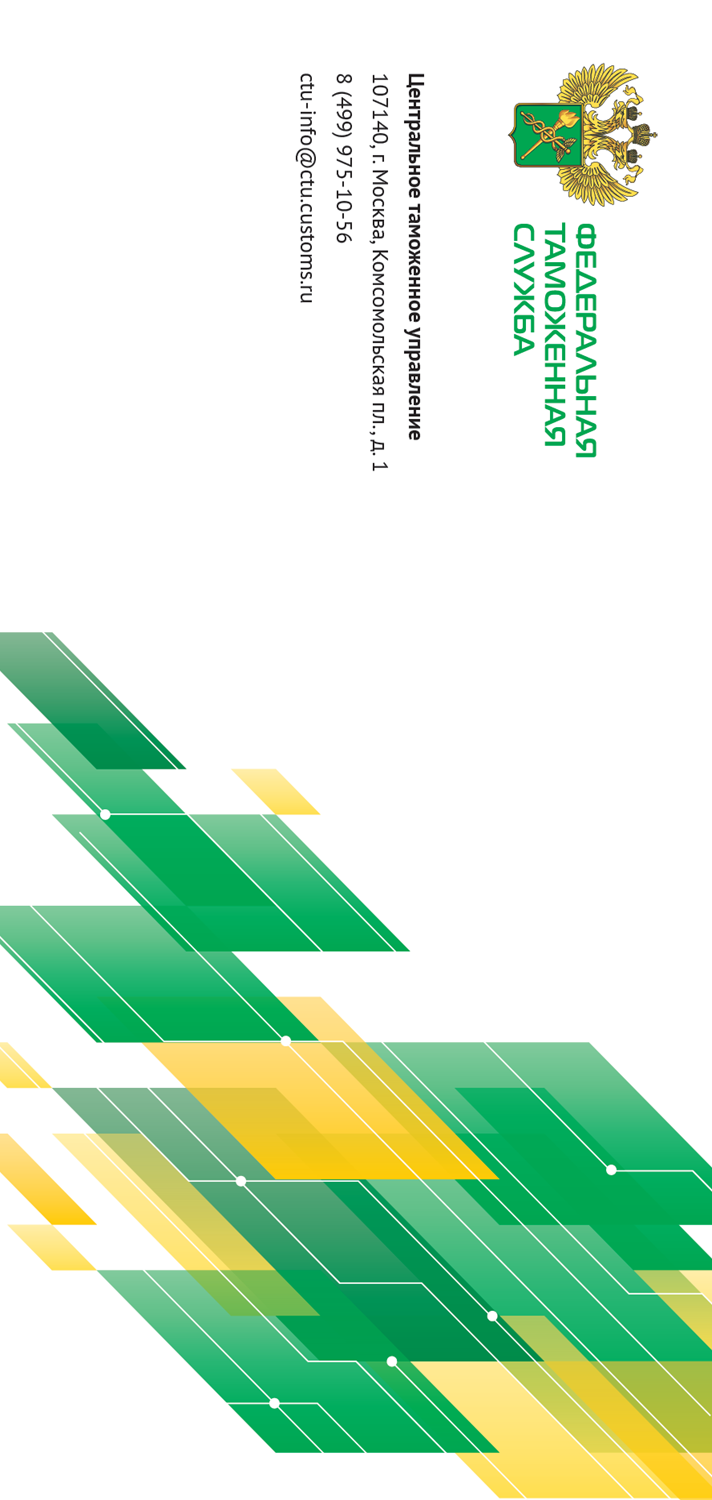 ФЕДЕРАЛЬНАЯ
ТАМОЖЕННАЯ
СЛУЖБА
Центральное таможенное управление
107140, г. Москва, Комсомольская пл., д. 1
8 (499) 975-10-56
ctu-info@ctu.customs.ru